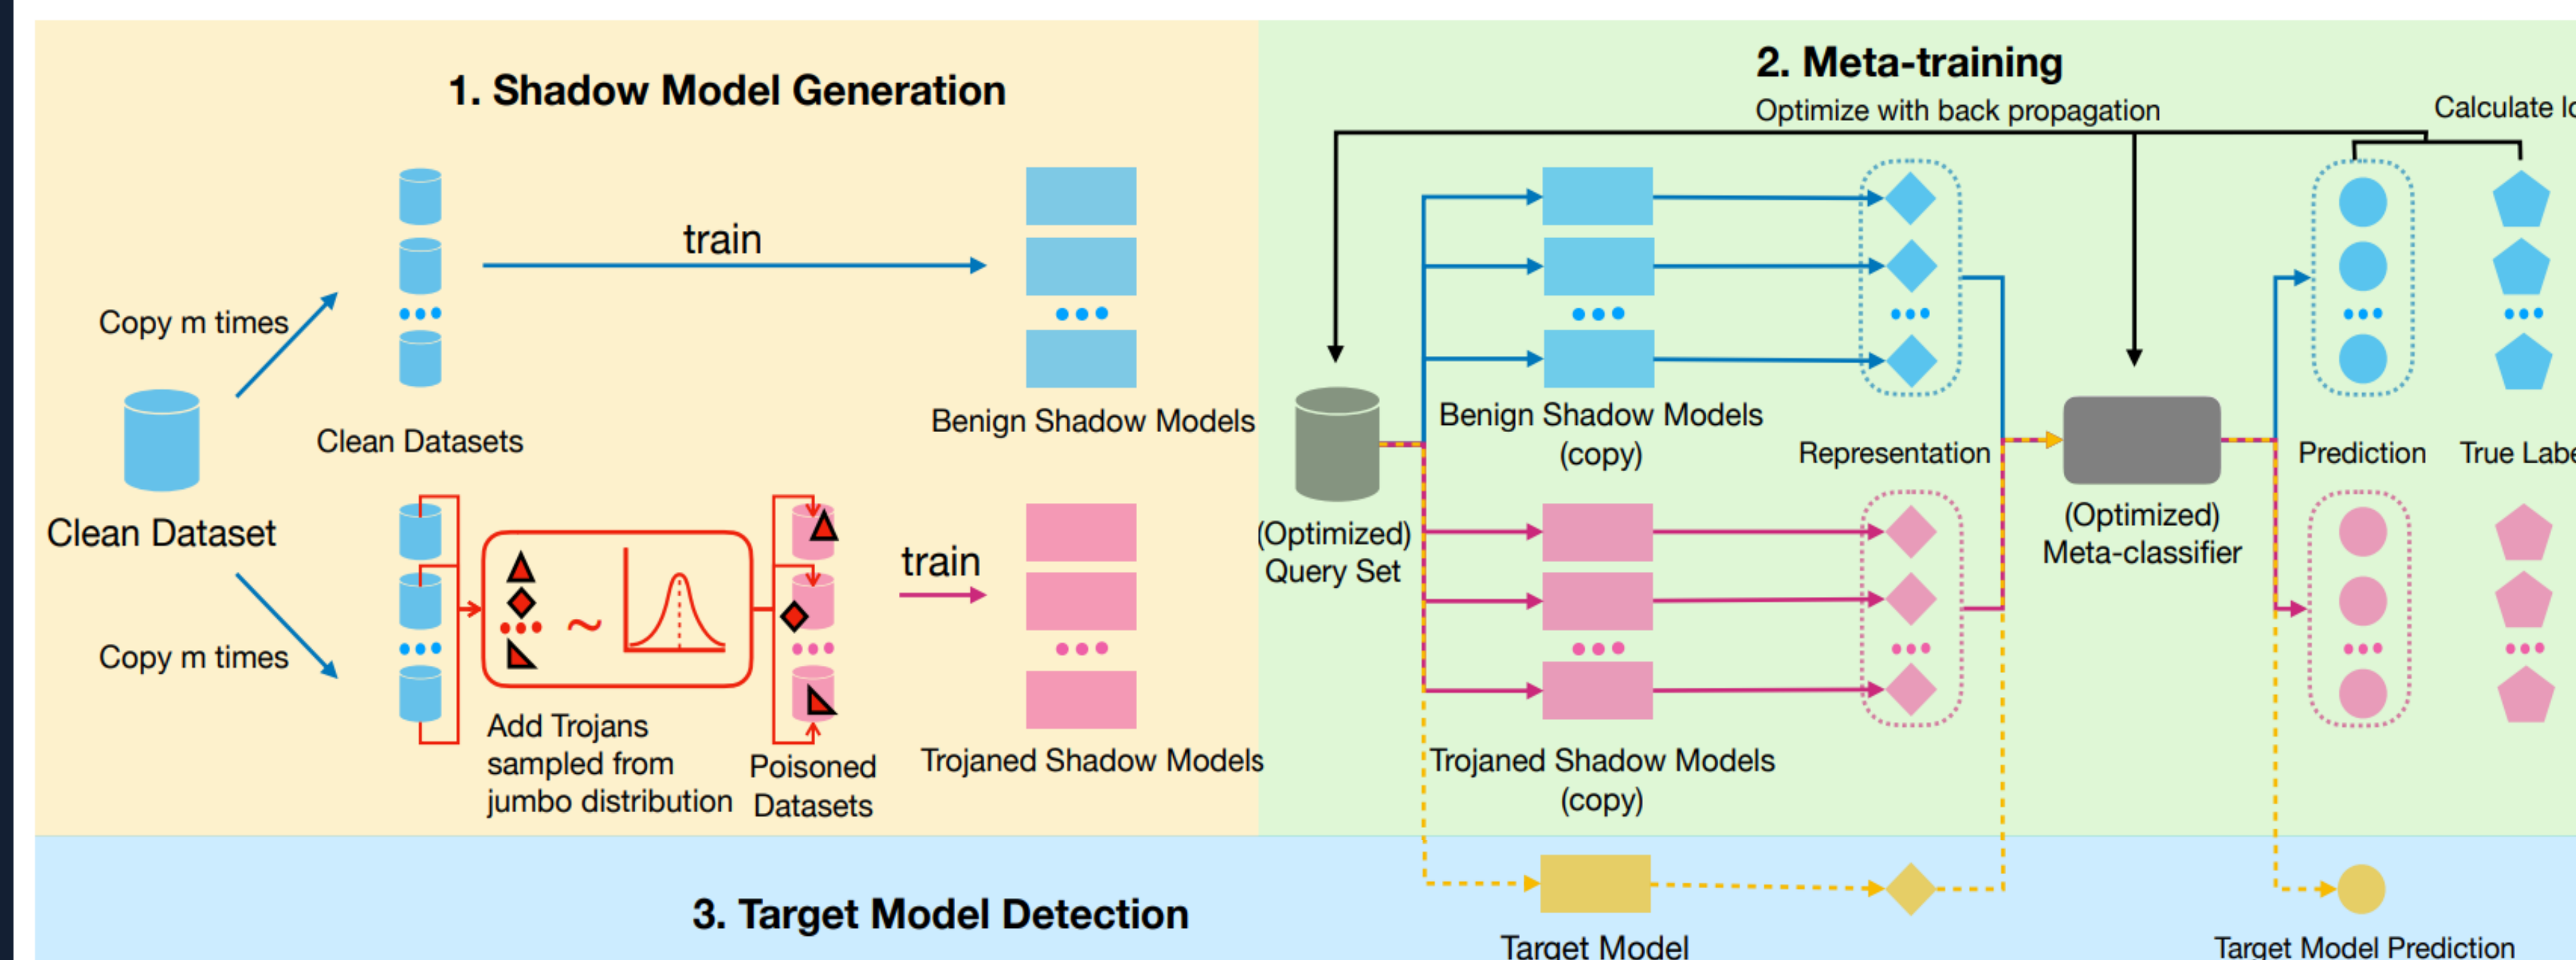 1. Shadow Model Generation
Copy m times
Clean Dataset
Copy m times
Clean Datasets
train
Benign Shadow Models
Add Trojans
sampled from
jumbo distribution
Poisoned
Datasets
train
Trojaned Shadow Models
2. Meta-training
Optimize with back propagation
Calculate
(Optimized)
Query Set
Benign Shadow Models
(copy)
Trojaned Shadow Models
(copy)
Representation
(Optimized)
Meta-classifier
Prediction
True
3. Target Model Detection
Target Model
Target Model Prediction